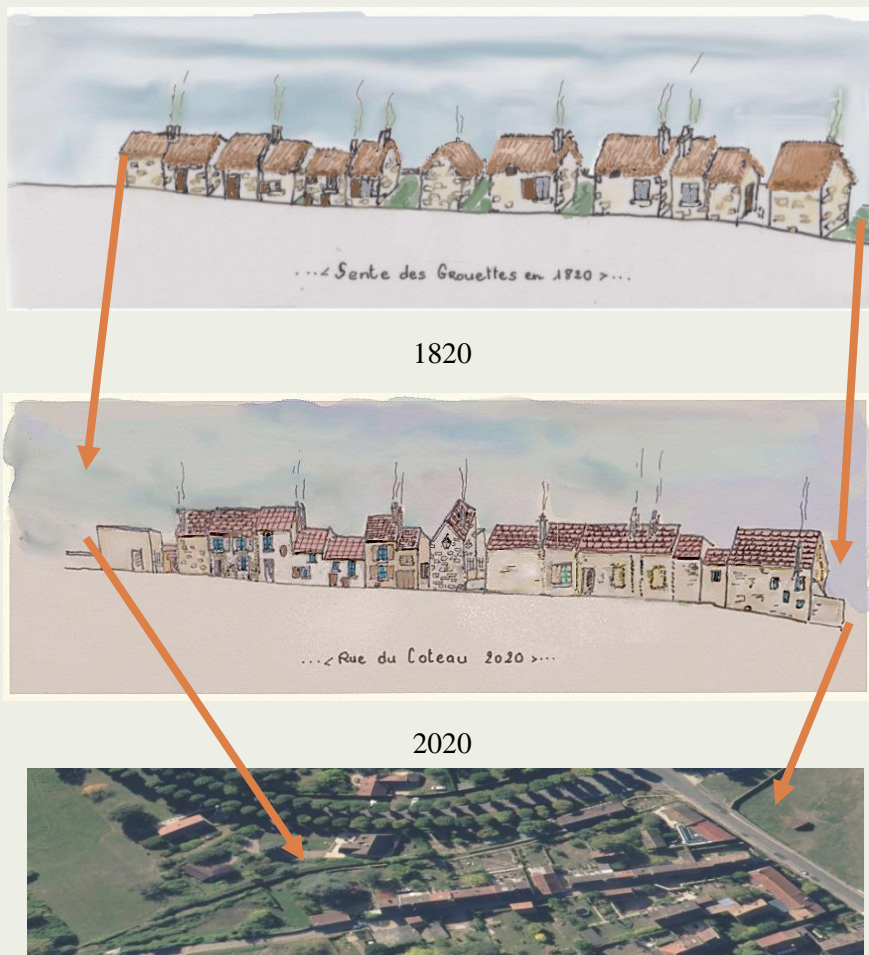 ...< Sente des Grouettes en 1820 >...
1820
...< Rue du Coteau 2020 >...
2020